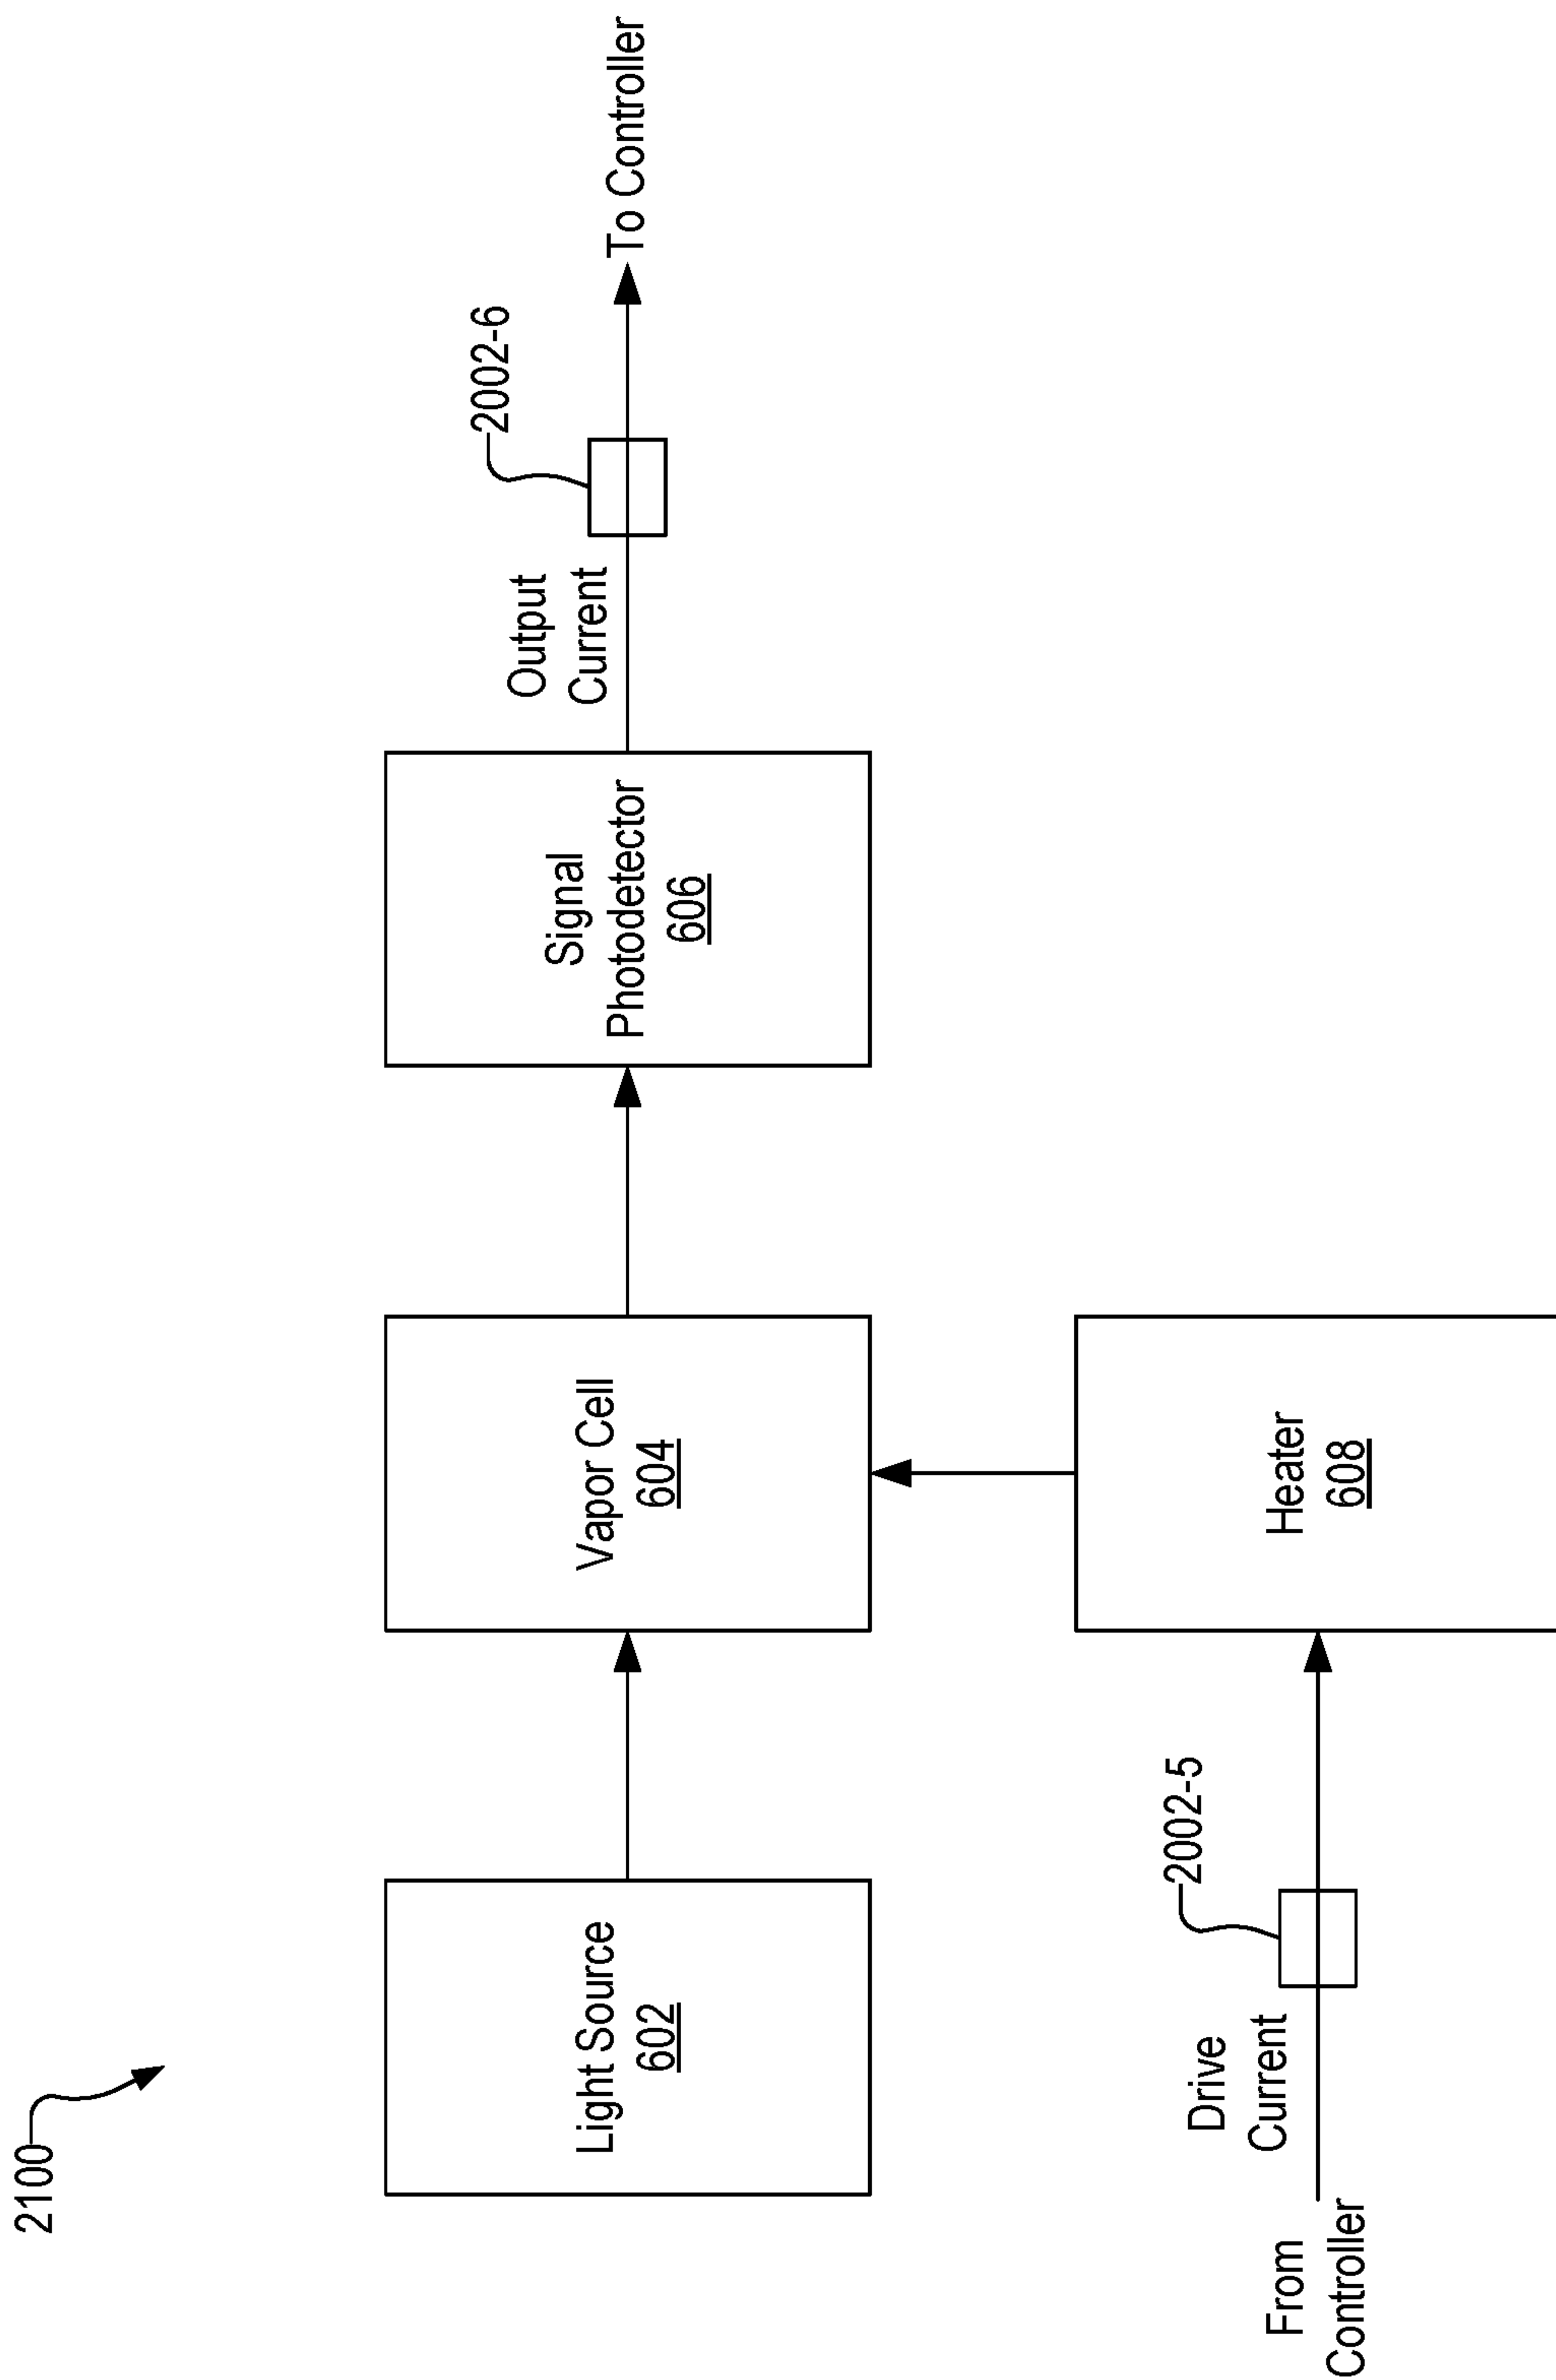 2100
Light Source
602
Vapor Cell
604
Signal
Photodetector
606
Output
Current
2002-6
To Controller
From
Controller
Drive
Current
2002-5
Heater
608